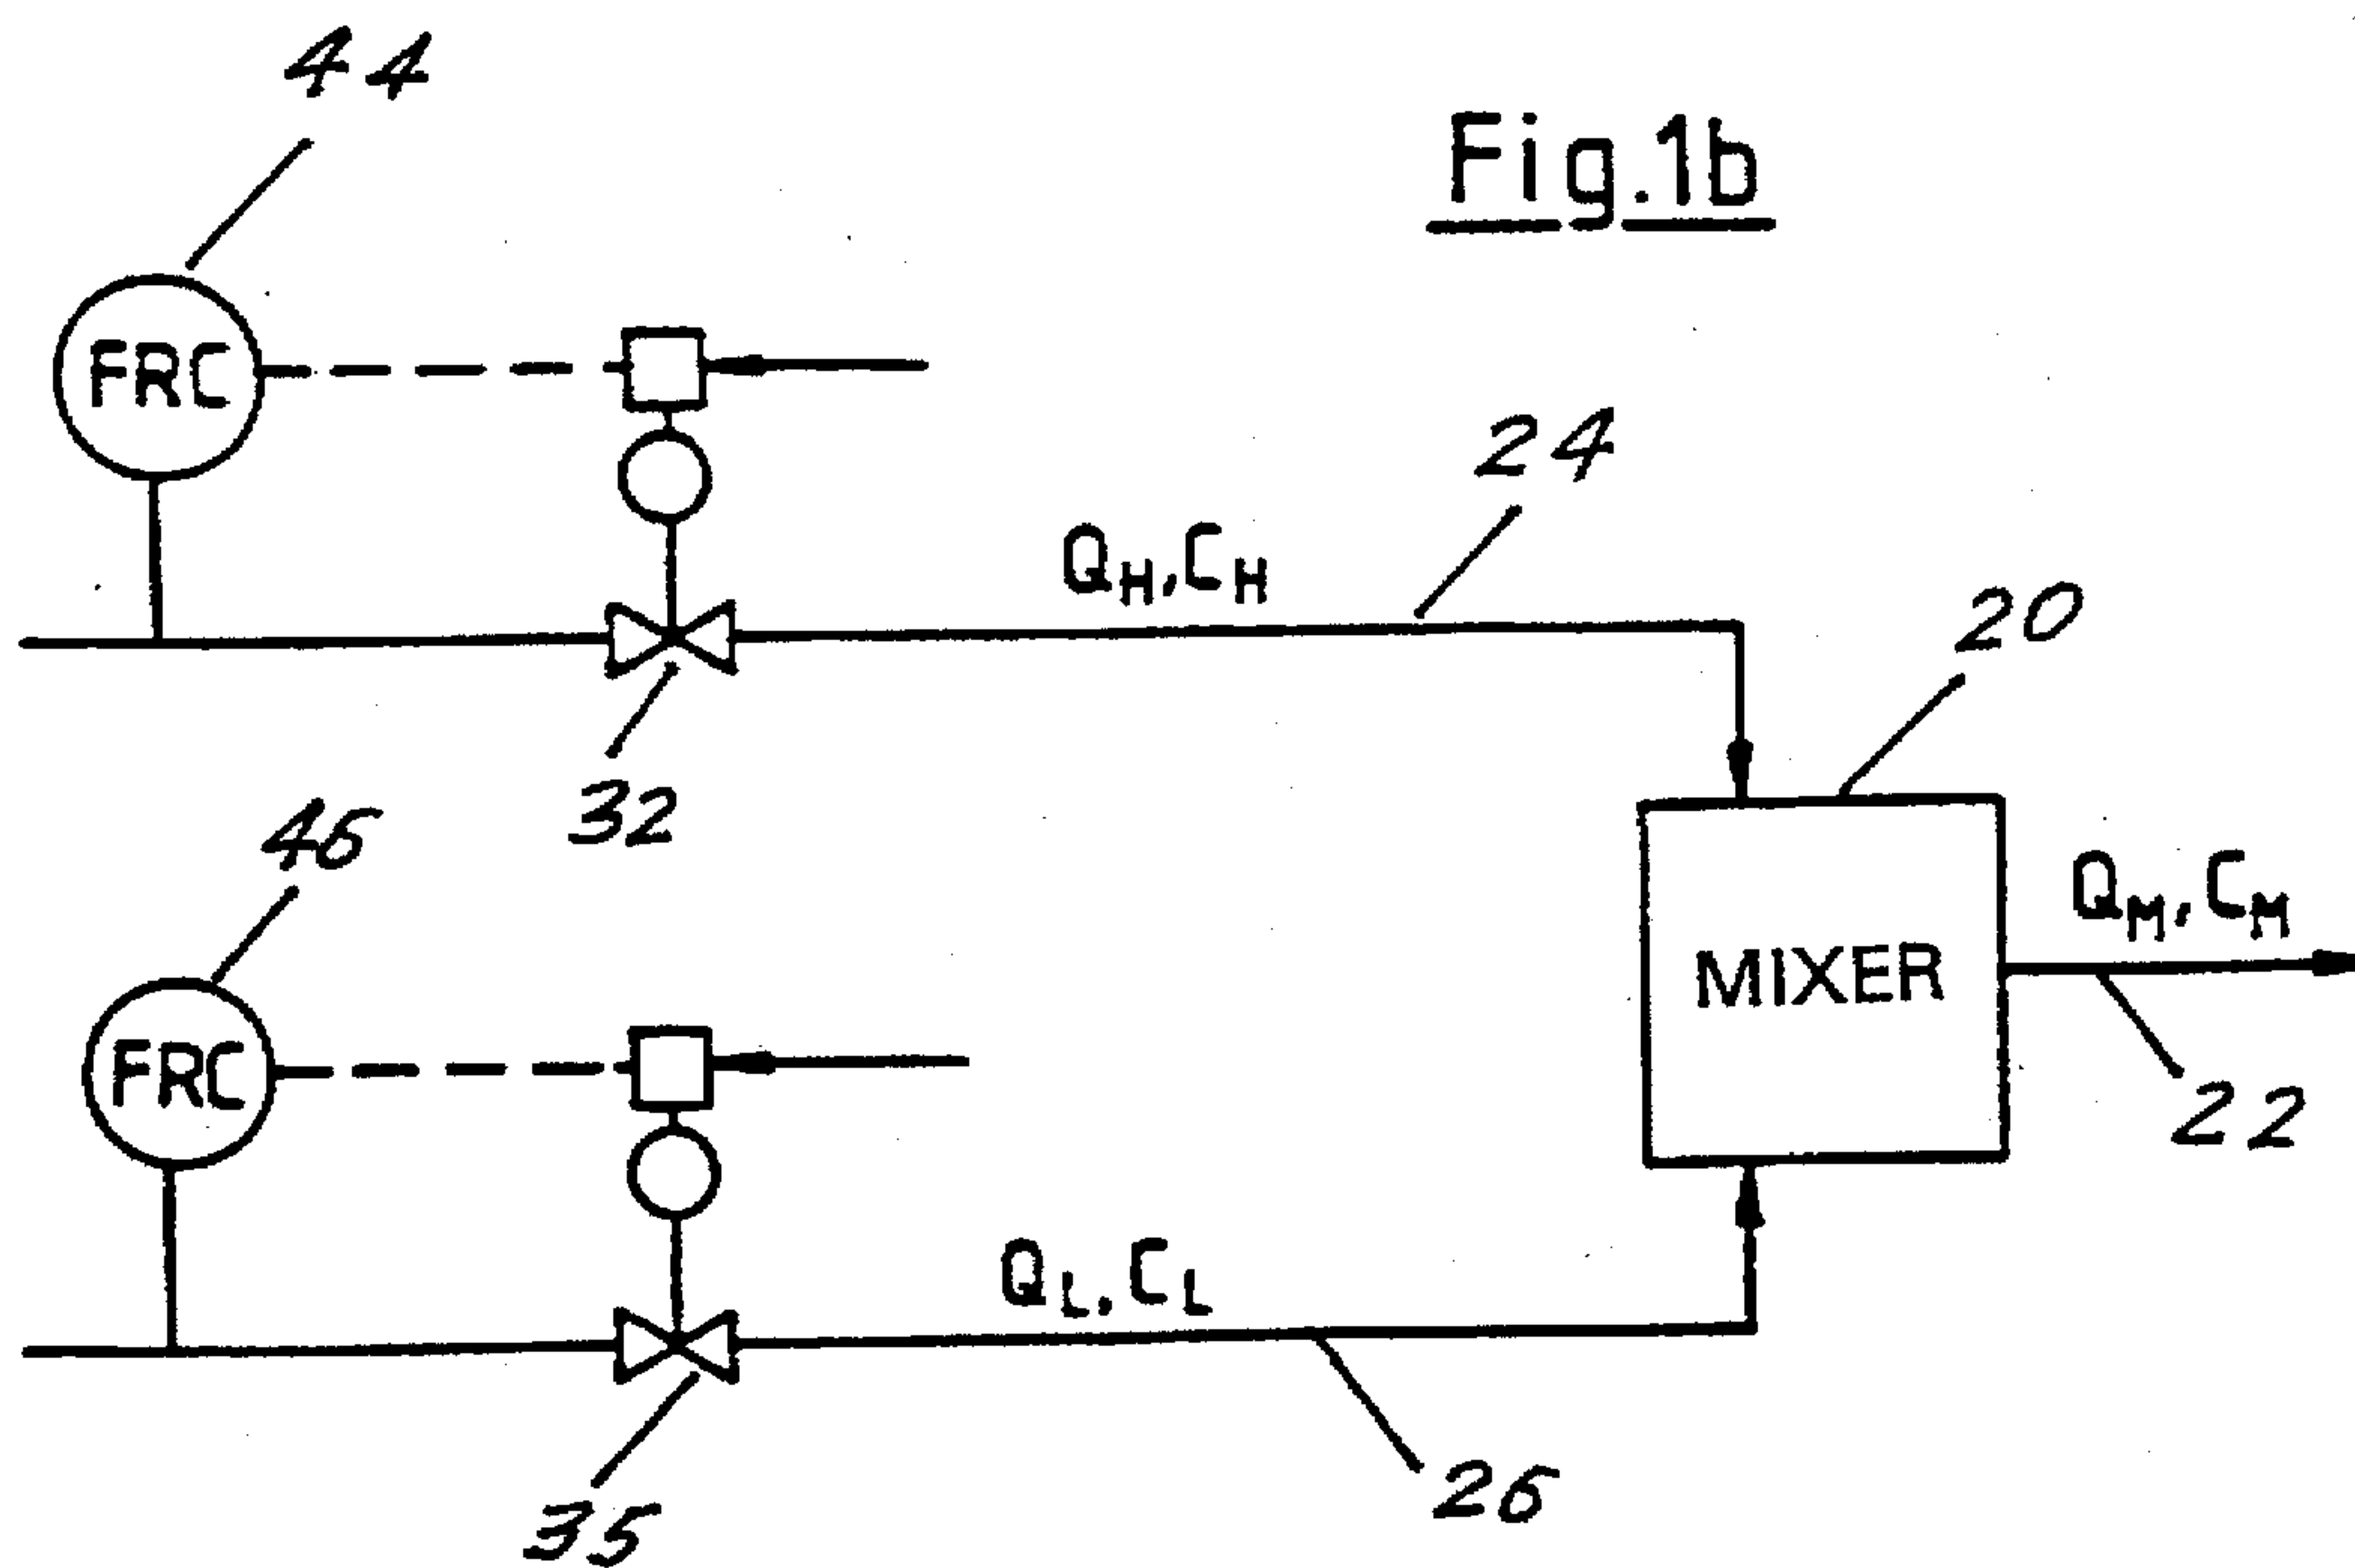 44
Fig.1b
FRC
24
QH,CH
20
32
46
QM,CM
MIXER
FRC
22
QL,CL
26
35